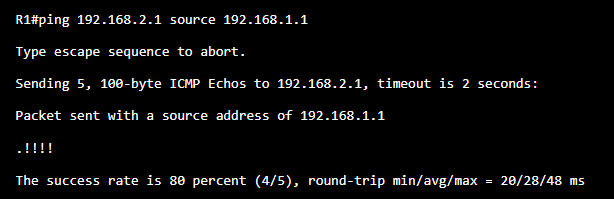 R1#ping 192.168.2.1 source 192.168.1.1
Type escape sequence to abort.
Sending 5, 100-byte ICMP Echos to 192.168.2.1, timeout is 2 seconds:
Packet sent with a source address of 192.168.1.1
.!!!!
The success rate is 80 percent (4/5), round-trip min/avg/max = 20/28/48 ms